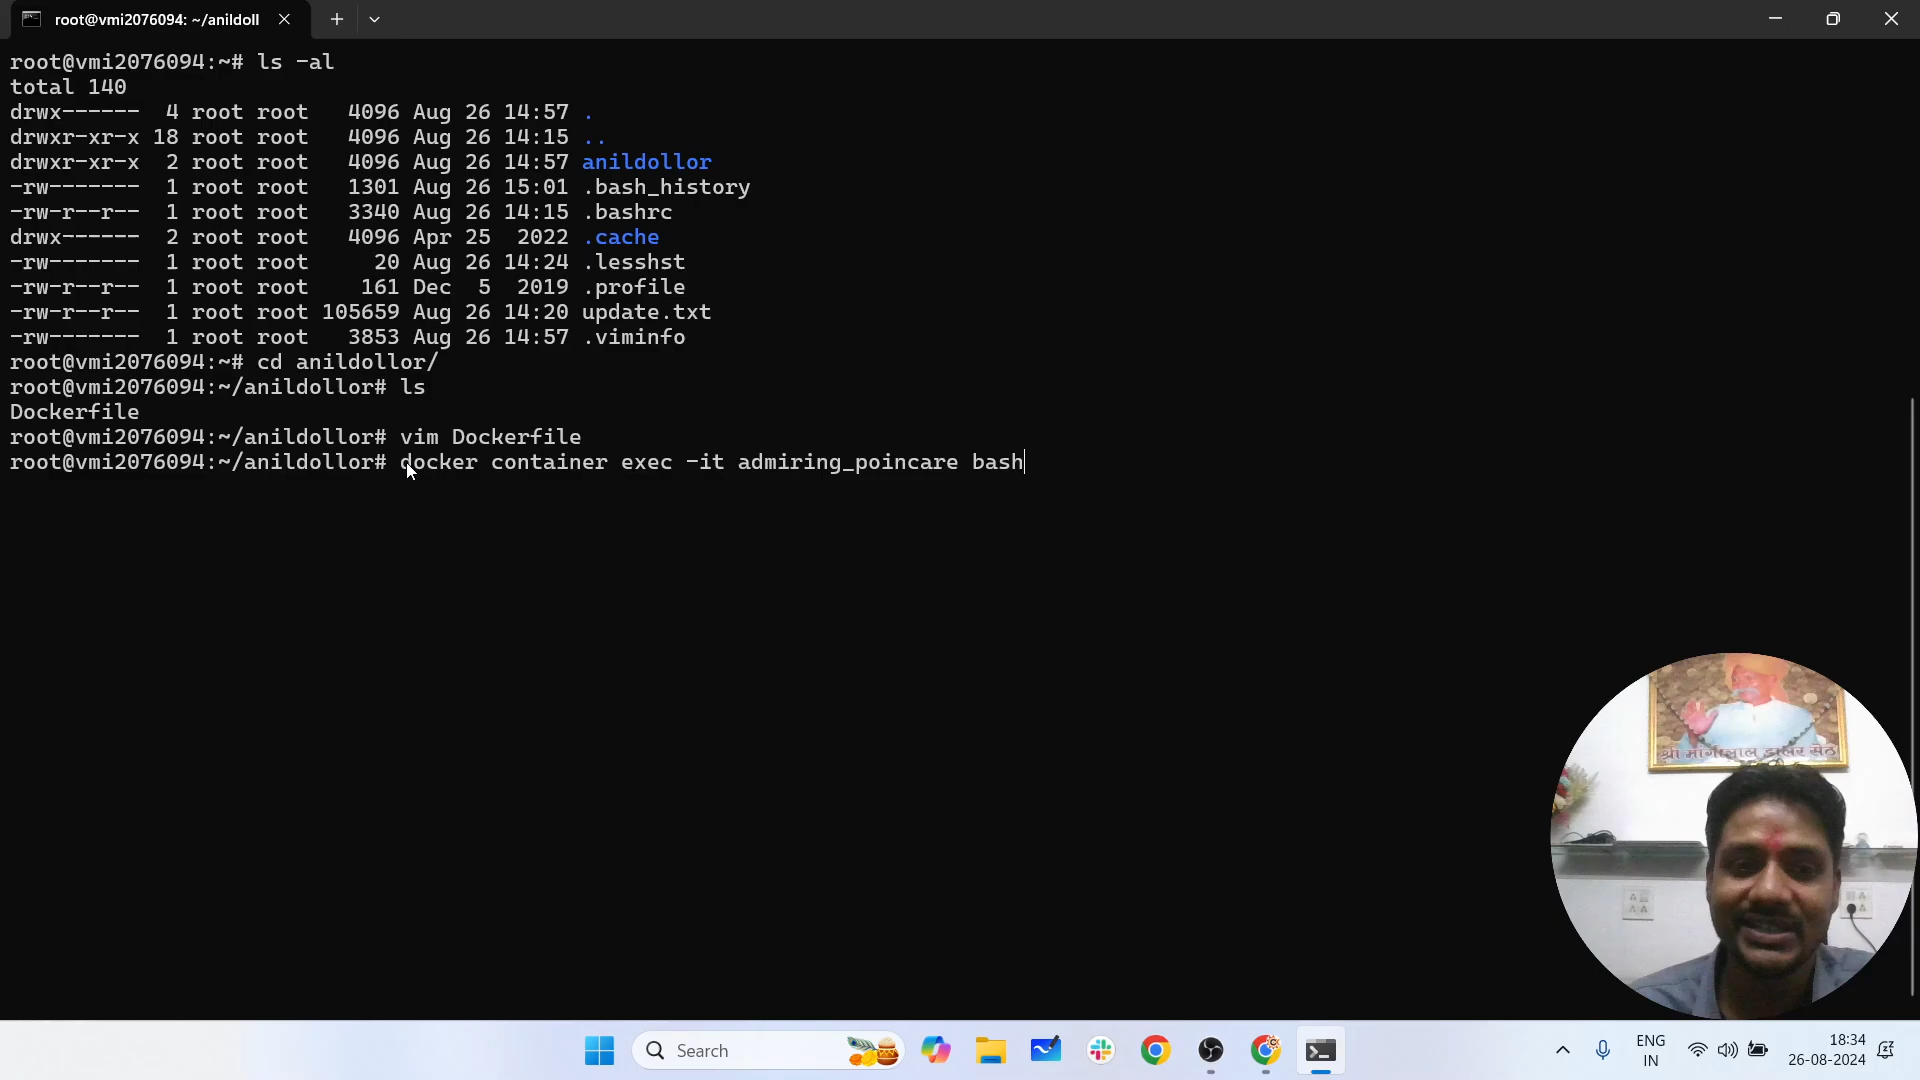 root@vmi2076094: ~/anildoll
root@vmi2076094:~# ls -al
total 140
drwx------  4 root root   4096 Aug 26 14:57 .
drwxr-xr-x 18 root root   4096 Aug 26 14:15 ..
drwxr-xr-x  2 root root   4096 Aug 26 14:57 anildollor
-rw-------  1 root root   1301 Aug 26 15:01 .bash_history
-rw-r--r--  1 root root   3340 Aug 26 14:15 .bashrc
drwx------  2 root root   4096 Apr 25  2022 .cache
-rw-------  1 root root     20 Aug 26 14:24 .lesshst
-rw-r--r--  1 root root    161 Dec  5  2019 .profile
-rw-r--r--  1 root root 105659 Aug 26 14:20 update.txt
-rw-------  1 root root   3853 Aug 26 14:57 .viminfo
root@vmi2076094:~# cd anildollor/
root@vmi2076094:~/anildollor# ls
Dockerfile
root@vmi2076094:~/anildollor# vim Dockerfile
root@vmi2076094:~/anildollor# docker container exec -it admiring_poincare bash
श्री मांगीलाल डालर सेठ
Search
ENG
IN
18:34
26-08-2024